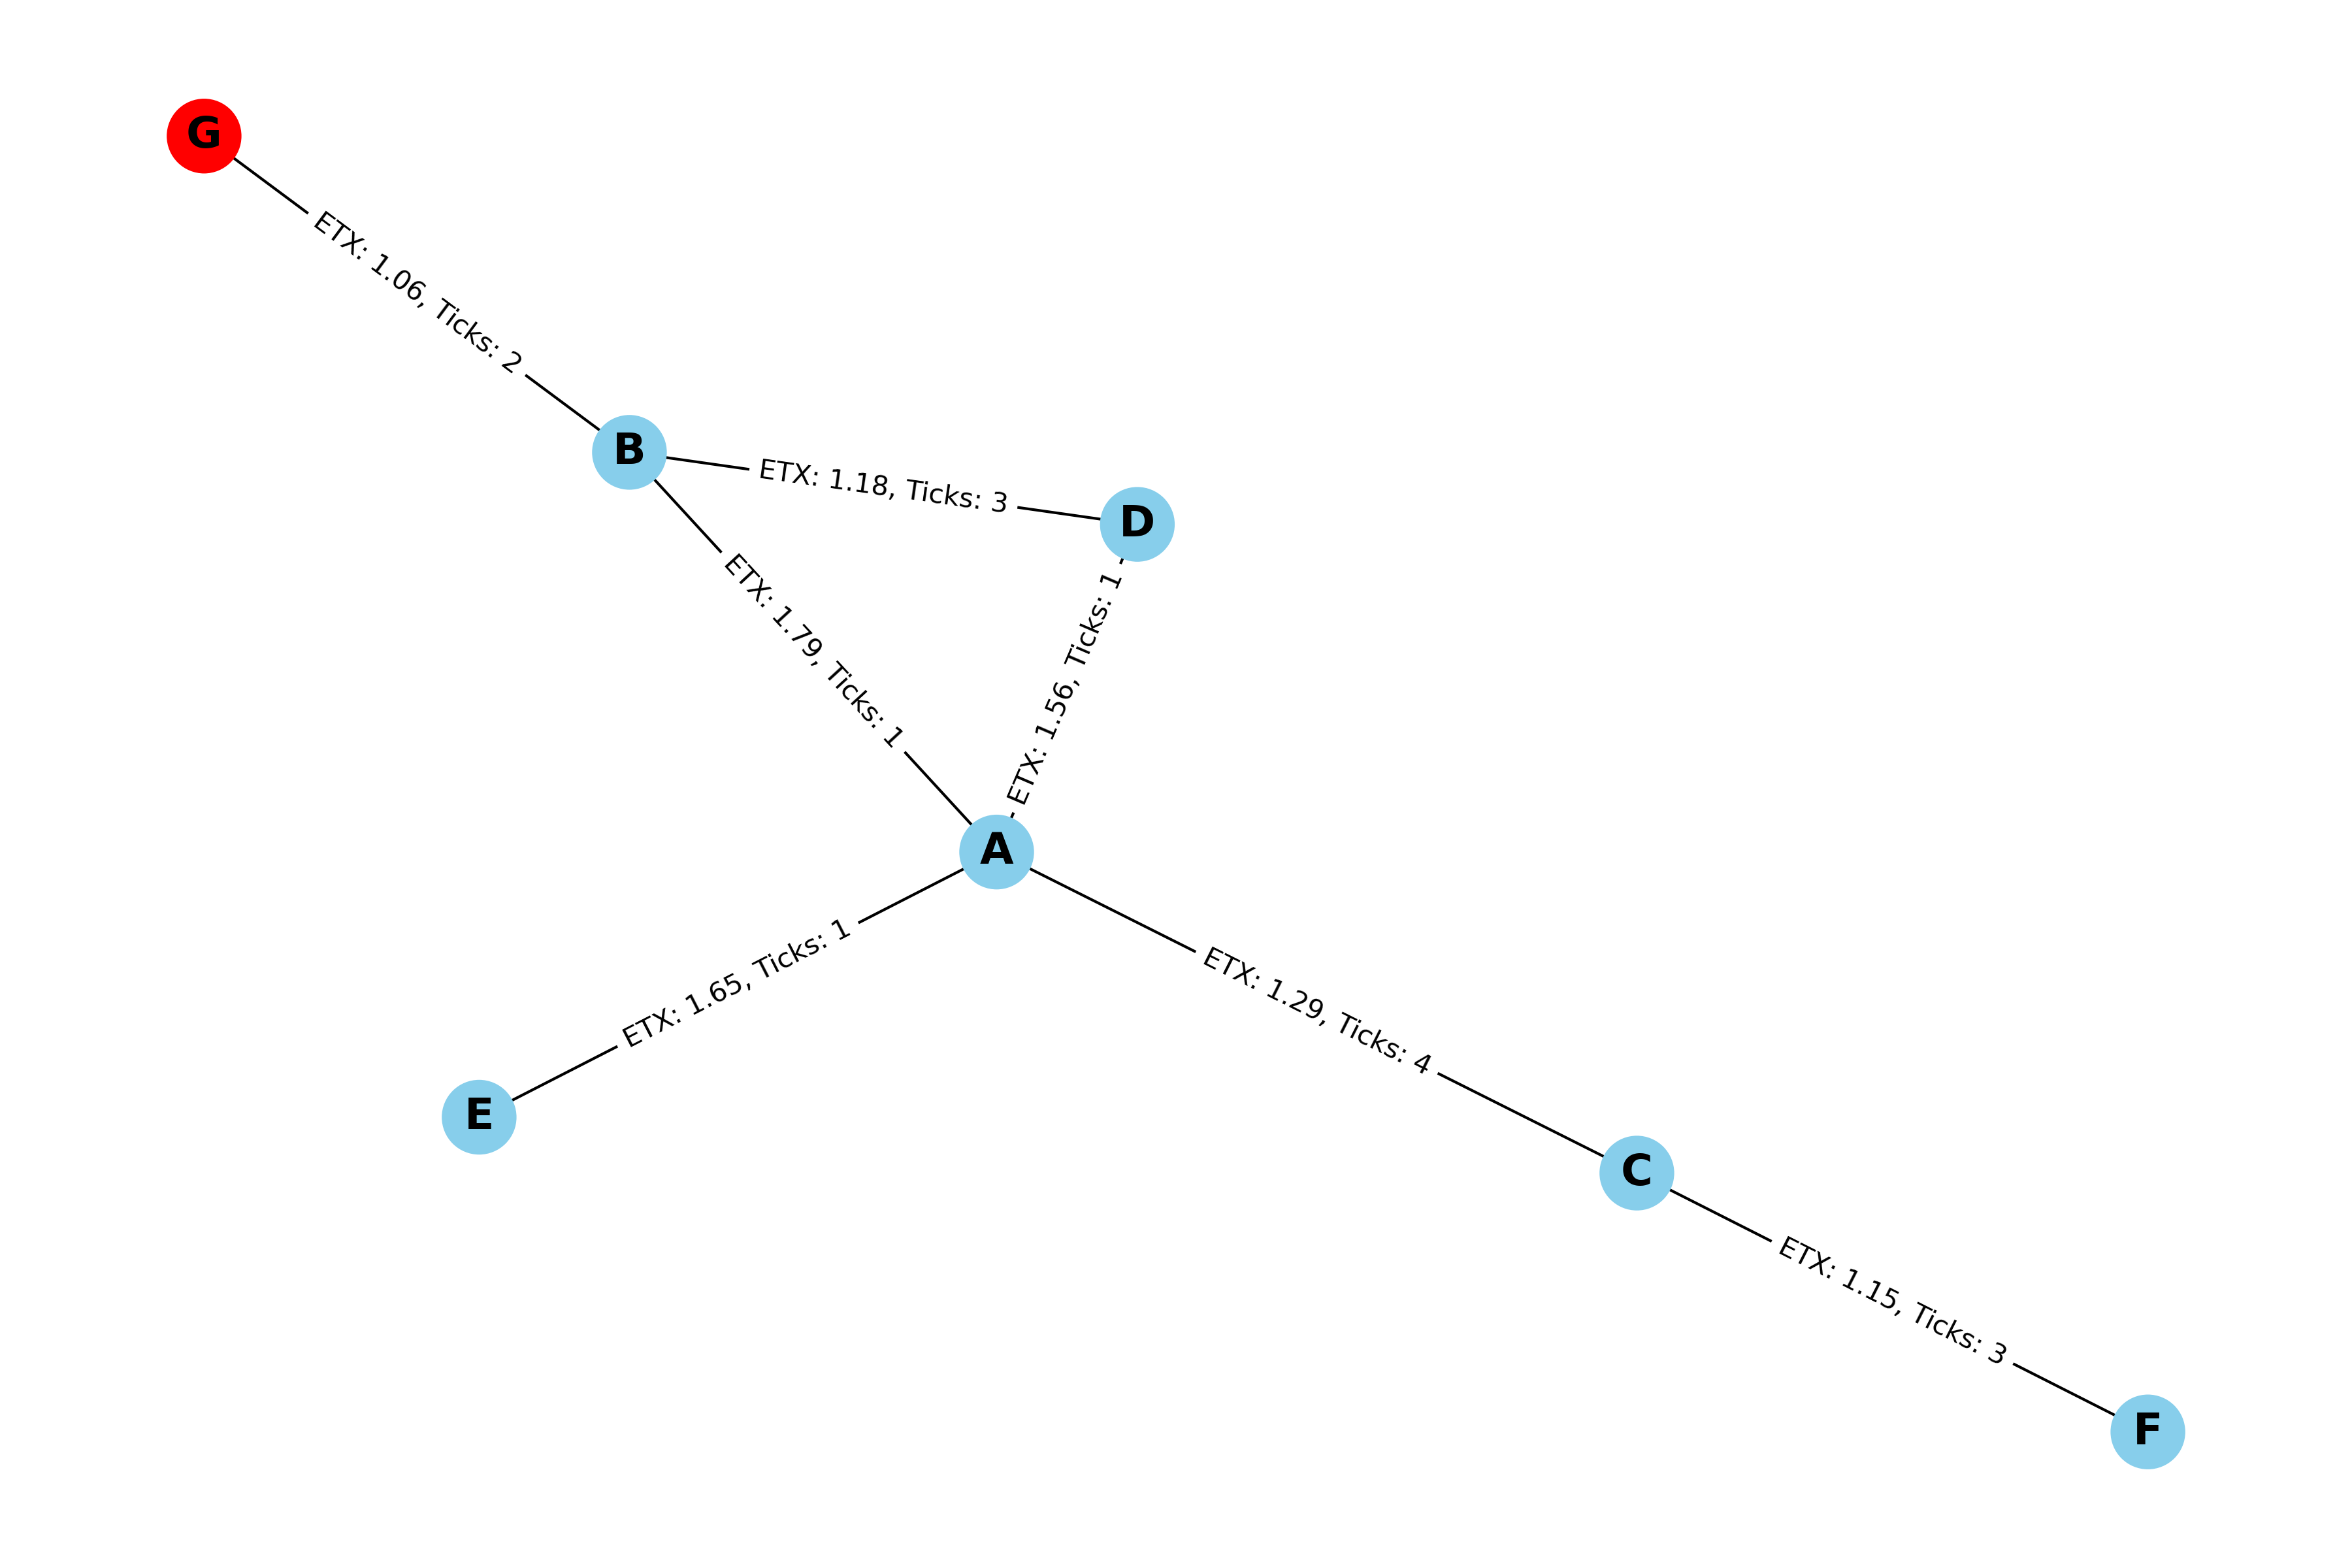 G
ETX: 1.06, Ticks: 2
B
ETX: 1.18, Ticks: 3
D
ETX: 1.79, Ticks: 1
ETX: 1.56, Ticks: 1
A
ETX: 1.65, Ticks: 1
ETX: 1.29, Ticks: 4
E
C
ETX: 1.15, Ticks: 3
F